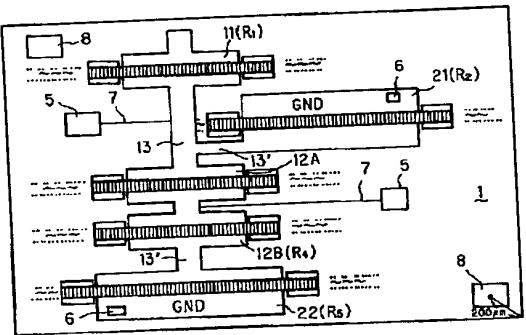 8
11(R₁)
6
21(R₂)
5
7
GND
13
13'
12A
7
5
1
13"
12B(R₄)
8
6
GND
22(R₅)
200μm